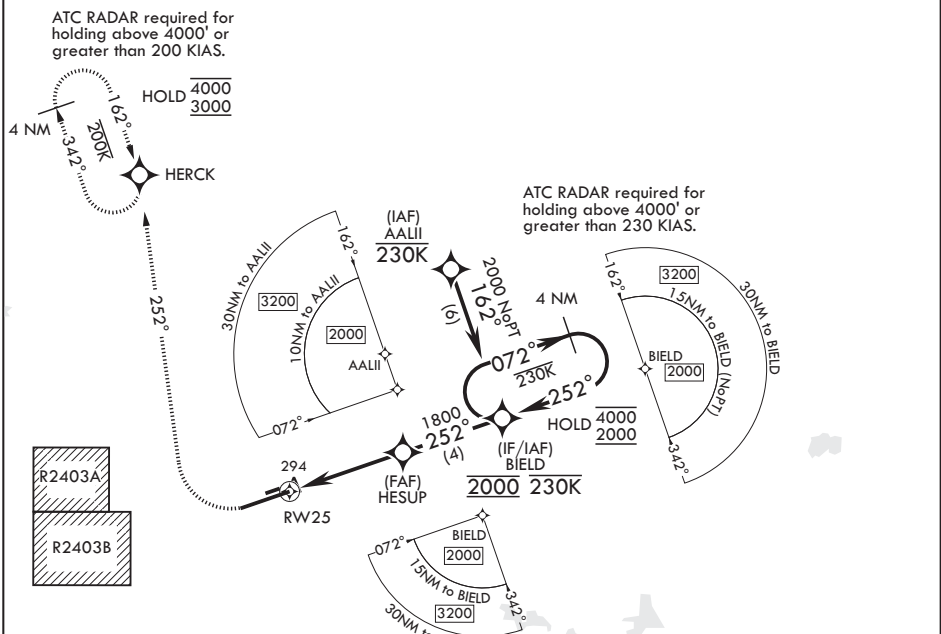 ATC RADAR required for
holding above 4000' or
greater than 200 KIAS.
HOLD 4000
3000
4 NM
162°
200K
342°
HERCK
252°
ATC RADAR required for
holding above 4000' or
greater than 230 KIAS.
(IAF)
AALII
230K
2000 NoPT
162°
(6)
4 NM
072°
230K
252°
HOLD 4000
2000
30NM to AALII
162°
3200
10NM to AALII
2000
AALII
072°
162°
3200
15NM to BIELD (NoPT)
30NM to BIELD
BIELD
2000
342°
1800
252°
(4)
(IF/IAF)
BIELD
2000 230K
(FAF)
HESUP
294
RW25
R2403A
R2403B
BIELD
072°
2000
15NM to BIELD
342°
3200
30NM to